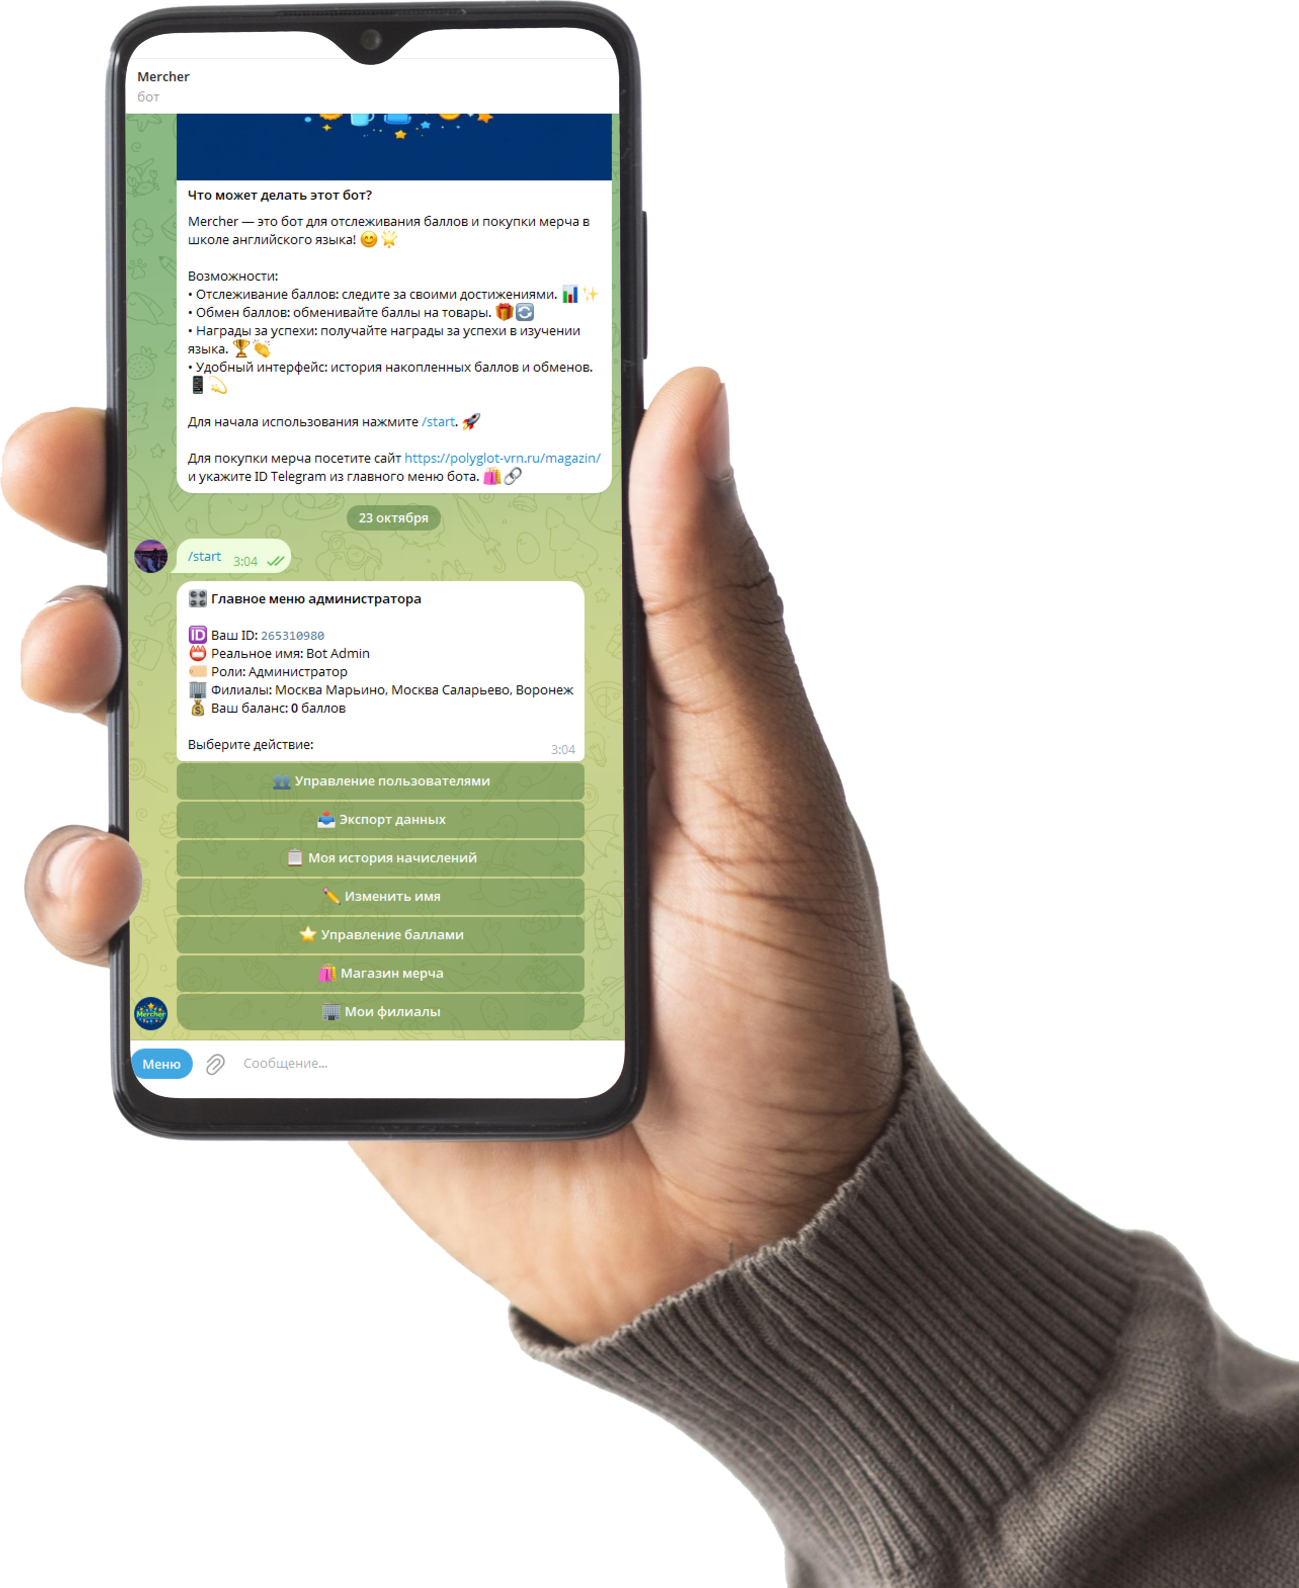 Mercher
бот
Что может делать этот бот?
Mercher — это бот для отслеживания баллов и покупки мерча в
школе английского языка! 😊🌟
Возможности:
• Отслеживание баллов: следите за своими достижениями. 📊✨
• Обмен баллов: обменивайте баллы на товары. 🎁🔄
• Награды за успехи: получайте награды за успехи в изучении
языка. 🏆👏
• Удобный интерфейс: история накопленных баллов и обменов.
📱💫
Для начала использования нажмите /start. 🚀
Для покупки мерча посетите сайт https://polyglot-vrn.ru/magazin/
и укажите ID Telegram из главного меню бота. 🛍️🔗
23 октября
/start 3:04
🎛️ Главное меню администратора
🆔 Ваш ID: 265310980
📛 Реальное имя: Bot Admin
🏷️ Роли: Администратор
🏢 Филиалы: Москва Марьино, Москва Саларьево, Воронеж
💰 Ваш баланс: 0 баллов
Выберите действие: 3:04
👥 Управление пользователями
📤 Экспорт данных
📋 Моя история начислений
✏️ Изменить имя
⭐ Управление баллами
🛍️ Магазин мерча
Mercher
🏢 Мои филиалы
Меню
Сообщение...